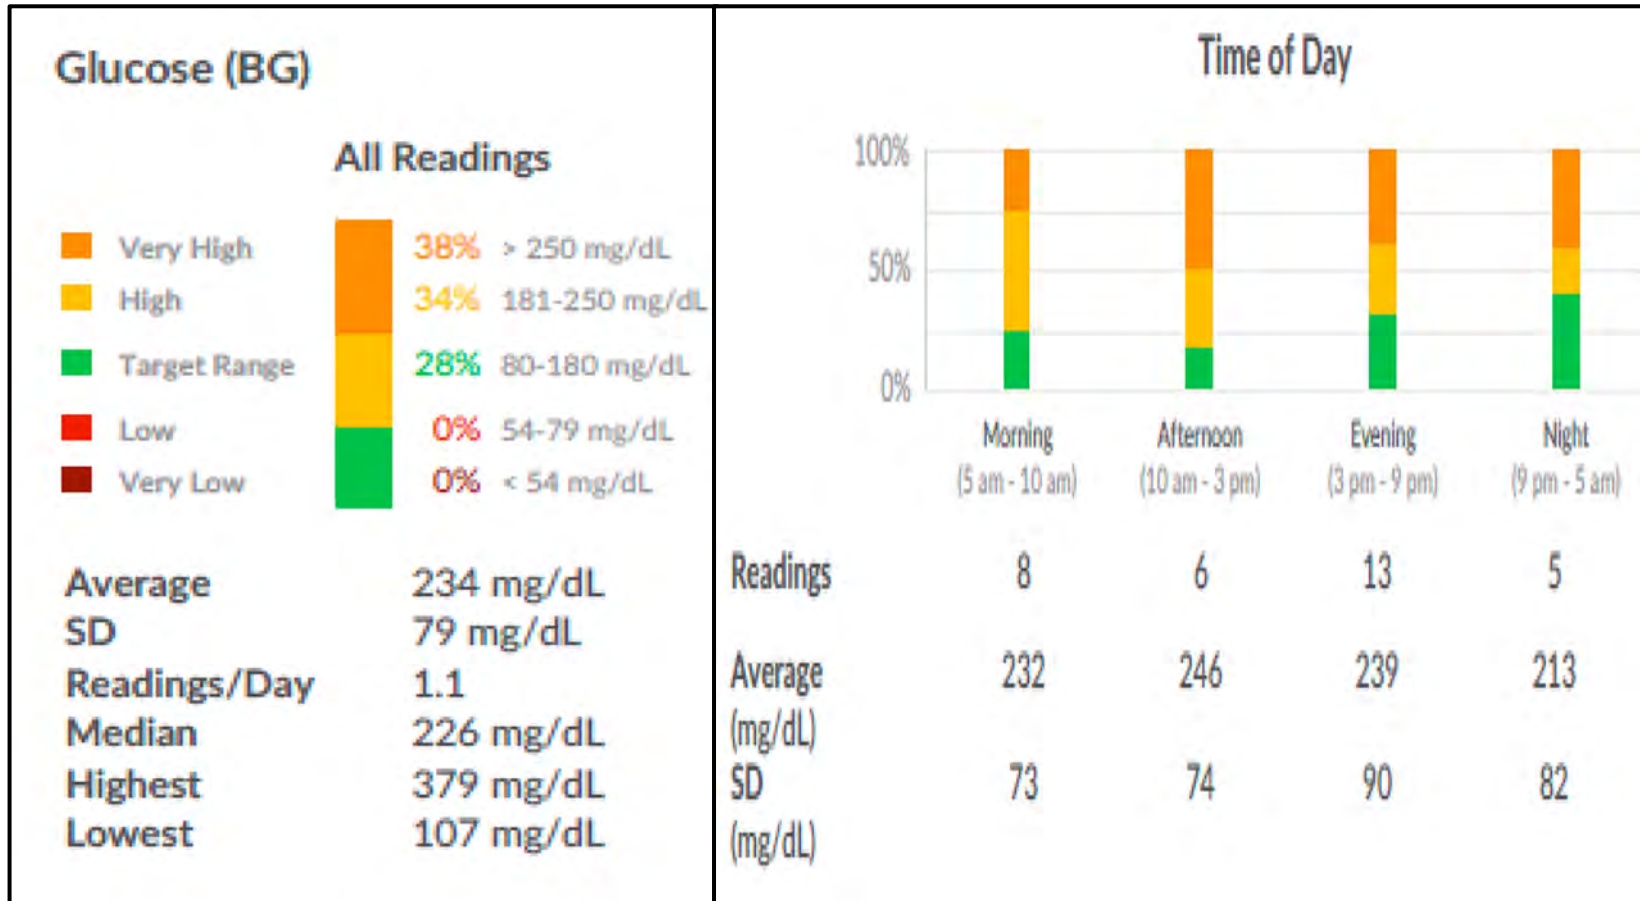 Glucose (BG)
All Readings
Very High 38% > 250 mg/dL
High 34% 181-250 mg/dL
Target Range 28% 80-180 mg/dL
Low 0% 54-79 mg/dL
Very Low 0% < 54 mg/dL
Average 234 mg/dL
SD 79 mg/dL
Readings/Day 1.1
Median 226 mg/dL
Highest 379 mg/dL
Lowest 107 mg/dL
Time of Day
100%
50%
0%
Morning Afternoon Evening Night
(5 am - 10 am) (10 am - 3 pm) (3 pm - 9 pm) (9 pm - 5 am)
Readings 8 6 13 5
Average 232 246 239 213
(mg/dL)
SD 73 74 90 82
(mg/dL)